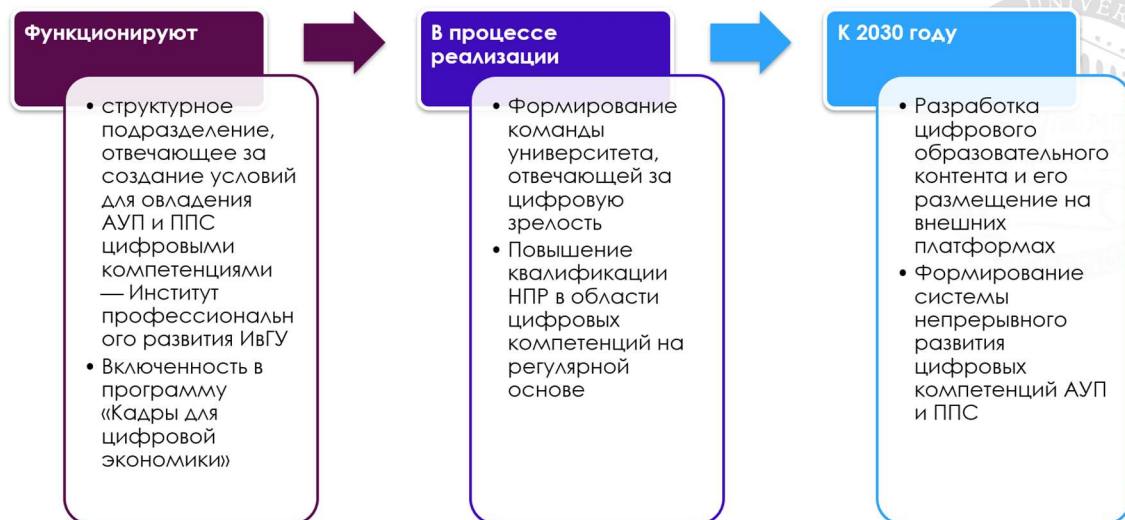 Функционируют
• структурное
подразделение,
отвечающее за
создание условий
для овладения
АУП и ППС
цифровыми
компетенциями
— Институт
профессиональн
ого развития ИвГУ
• Включенность в
программу
«Кадры для
цифровой
экономики»
В процессе
реализации
• Формирование
команды
университета,
отвечающей за
цифровую
зрелость
• Повышение
квалификации
НПР в области
цифровых
компетенций на
регулярной
основе
К 2030 году
• Разработка
цифрового
образовательного
контента и его
размещение на
внешних
платформах
• Формирование
системы
непрерывного
развития
цифровых
компетенций АУП
и ППС